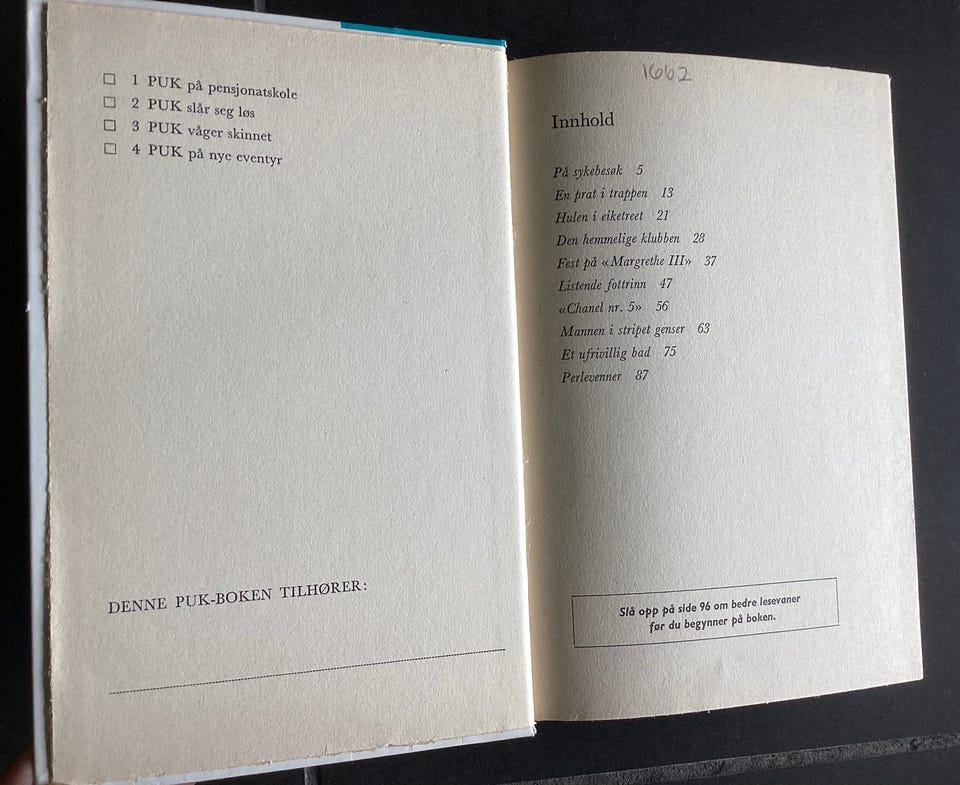 ☐ 1 PUK på pensjonatskole
☐ 2 PUK slår seg løs
☐ 3 PUK våger skinnet
☐ 4 PUK på nye eventyr
DENNE PUK-BOKEN TILHØRER:
1662
Innhold
På sykebesøk 5
En prat i trappen 13
Hulen i eiketreet 21
Den hemmelige klubben 28
Fest på «Margrethe III» 37
Listende fottrinn 47
«Chanel nr. 5» 56
Mannen i stripet genser 63
Et ufrivillig bad 75
Perlevenner 87
Slå opp på side 96 om bedre lesevaner
før du begynner på boken.